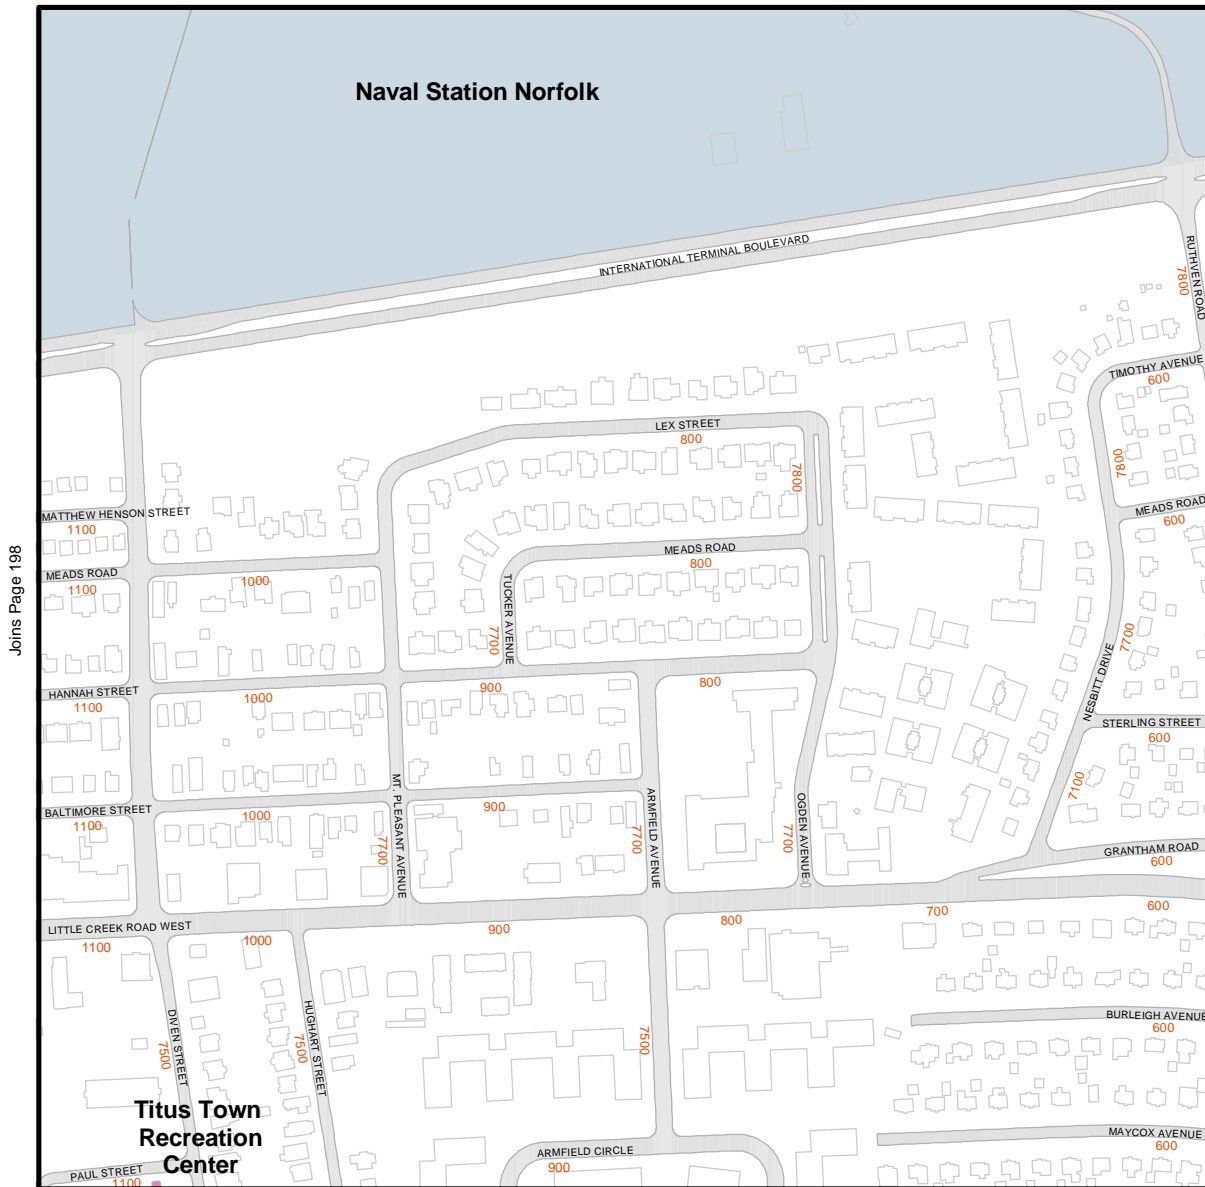 Naval Station Norfolk
INTERNATIONAL TERMINAL BOULEVARD
RUTHVEN ROAD
7800
TIMOTHY AVENUE
600
LEX STREET
800
7800
7800
MATTHEW HENSON STREET
1100
MEADS ROAD
600
MEADS ROAD
800
MEADS ROAD
1100
1000
Joins Page 198
TUCKER AVENUE
7700
7700
NESBITT DRIVE
HANNAH STREET
1100
1000
900
800
STERLING STREET
600
7100
BALTIMORE STREET
1100
1000
MT. PLEASANT AVENUE
7700
900
ARMFIELD AVENUE
7700
OGDEN AVENUE
7700
GRANTHAM ROAD
600
LITTLE CREEK ROAD WEST
1100
1000
900
800
700
600
DIVEN STREET
7500
HUGHART STREET
7500
7500
BURLEIGH AVENUE
600
Titus Town
Recreation
Center
MAYCOX AVENUE
600
ARMFIELD CIRCLE
900
PAUL STREET
1100